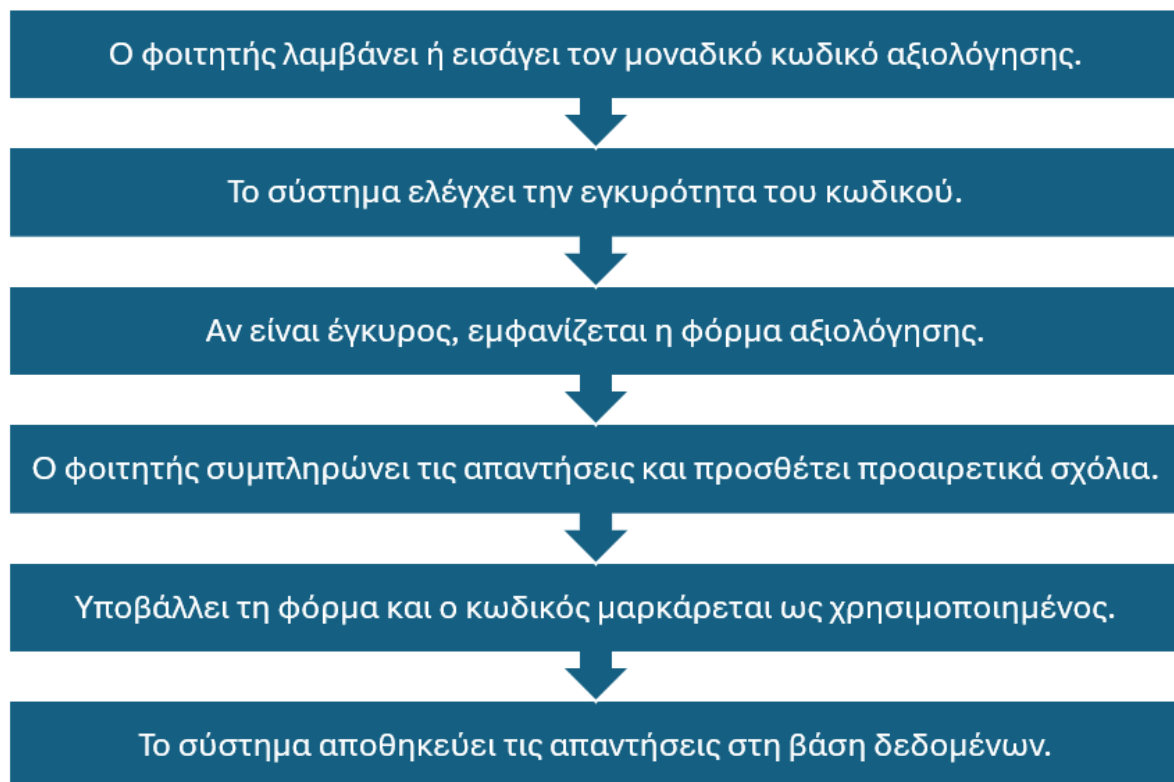 Ο φοιτητής λαμβάνει ή εισάγει τον μοναδικό κωδικό αξιολόγησης.
Το σύστημα ελέγχει την εγκυρότητα του κωδικού.
Αν είναι έγκυρος, εμφανίζεται η φόρμα αξιολόγησης.
Ο φοιτητής συμπληρώνει τις απαντήσεις και προσθέτει προαιρετικά σχόλια.
Υποβάλλει τη φόρμα και ο κωδικός μαρκάρεται ως χρησιμοποιημένος.
Το σύστημα αποθηκεύει τις απαντήσεις στη βάση δεδομένων.